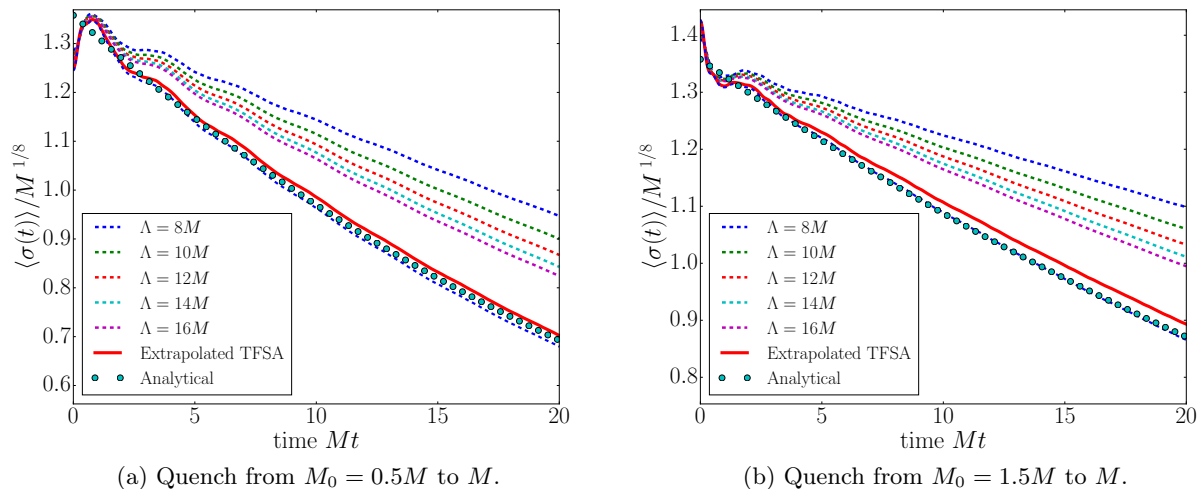 ⟨σ(t)⟩/M^{1/8}
1.3
1.2
1.1
1.0
0.9
0.8
0.7
0.6
Λ = 8M
Λ = 10M
Λ = 12M
Λ = 14M
Λ = 16M
Extrapolated TFSA
Analytical
0 5 10 15 20
time Mt
(a) Quench from M₀ = 0.5M to M.
⟨σ(t)⟩/M^{1/8}
1.4
1.3
1.2
1.1
1.0
0.9
0.8
Λ = 8M
Λ = 10M
Λ = 12M
Λ = 14M
Λ = 16M
Extrapolated TFSA
Analytical
0 5 10 15 20
time Mt
(b) Quench from M₀ = 1.5M to M.